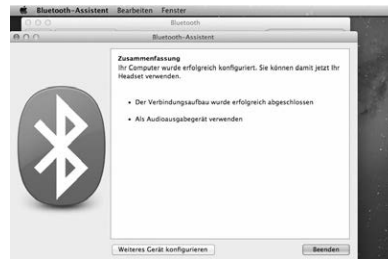 Bluetooth-Assistent Bearbeiten Fenster
Bluetooth
Bluetooth-Assistent
Zusammenfassung
Ihr Computer wurde erfolgreich konfiguriert. Sie können damit jetzt Ihr
Headset verwenden.
• Der Verbindungsaufbau wurde erfolgreich abgeschlossen
• Als Audioausgabegerät verwenden
Weiteres Gerät konfigurieren Beenden